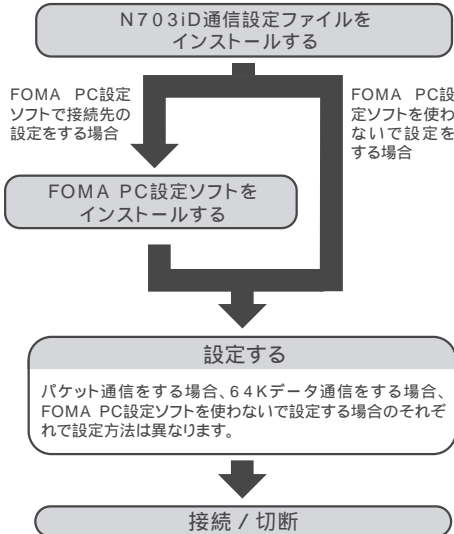 N703iD通信設定ファイルを
インストールする
FOMA PC設定
ソフトで接続先の
設定をする場合
FOMA PC設
定ソフトを使わ
ないで設定を
する場合
FOMA PC設定ソフトを
インストールする
設定する
パケット通信をする場合、64Kデータ通信をする場合、
FOMA PC設定ソフトを使わないで設定する場合のそれぞ
れで設定方法は異なります。
接続／切断